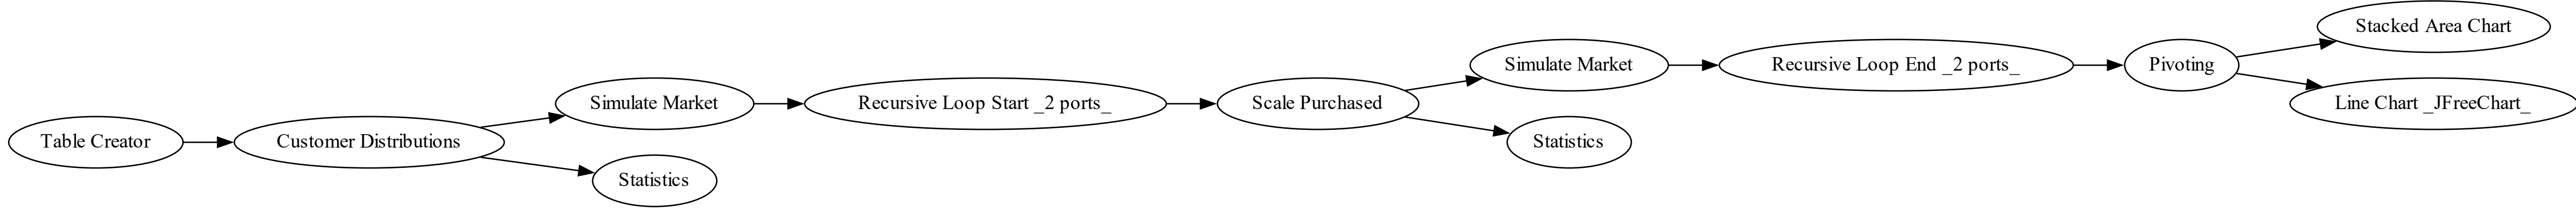 Table Creator
Customer Distributions
Simulate Market
Statistics
Recursive Loop Start _2 ports_
Scale Purchased
Simulate Market
Statistics
Recursive Loop End _2 ports_
Pivoting
Stacked Area Chart
Line Chart _JFreeChart_